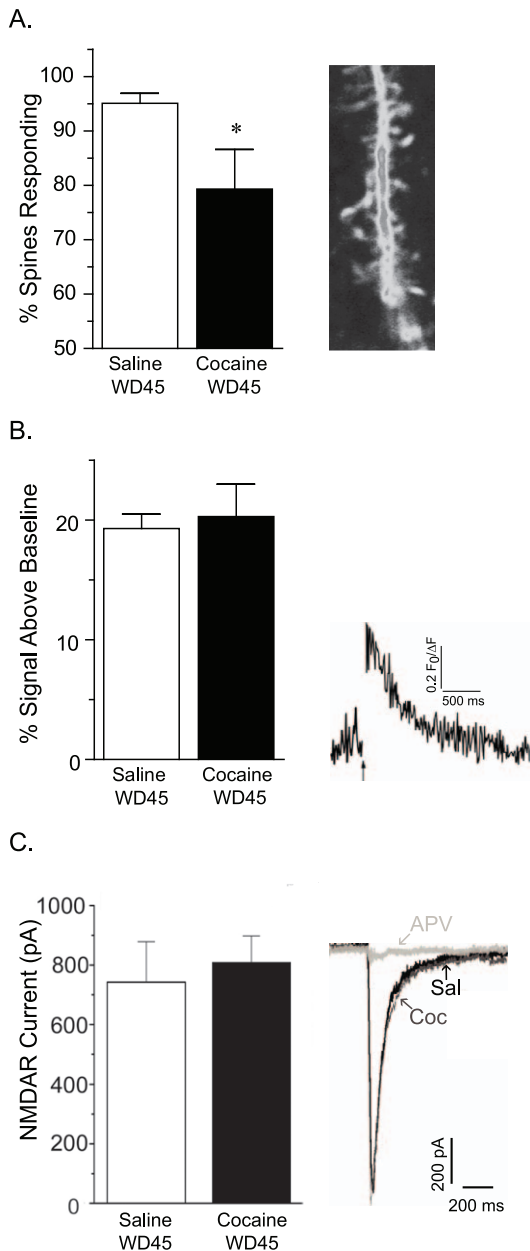 A.
% Spines Responding
100
90
80
70
60
50
*
Saline
WD45
Cocaine
WD45
B.
% Signal Above Baseline
20
10
0
Saline
WD45
Cocaine
WD45
0.2 F0/ΔF
500 ms
C.
NMDAR Current (pA)
1000
800
600
400
200
0
Saline
WD45
Cocaine
WD45
APV
Sal
Coc
200 pA
200 ms